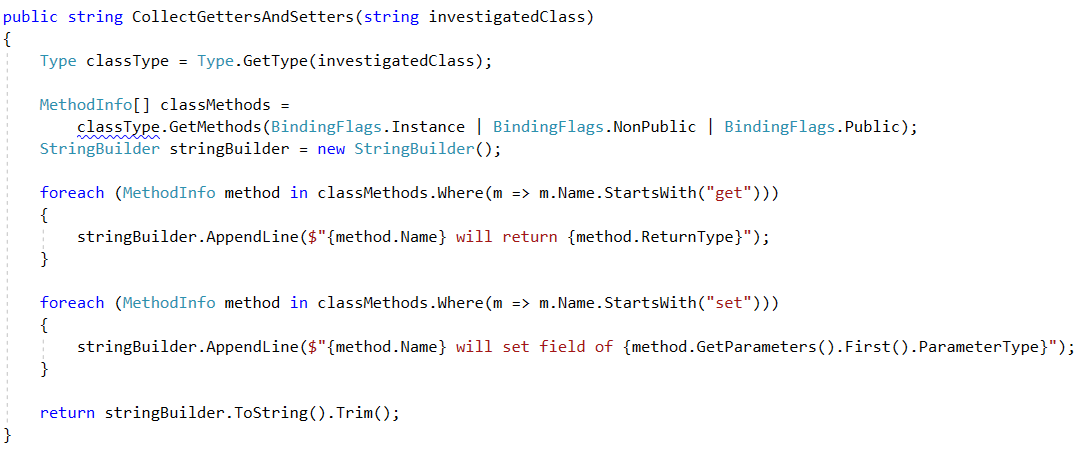 public string CollectGettersAndSetters(string investigatedClass)
{
    Type classType = Type.GetType(investigatedClass);

    MethodInfo[] classMethods =
        classType.GetMethods(BindingFlags.Instance | BindingFlags.NonPublic | BindingFlags.Public);
    StringBuilder stringBuilder = new StringBuilder();

    foreach (MethodInfo method in classMethods.Where(m => m.Name.StartsWith("get")))
    {
        stringBuilder.AppendLine($"{method.Name} will return {method.ReturnType}");
    }

    foreach (MethodInfo method in classMethods.Where(m => m.Name.StartsWith("set")))
    {
        stringBuilder.AppendLine($"{method.Name} will set field of {method.GetParameters().First().ParameterType}");
    }

    return stringBuilder.ToString().Trim();
}